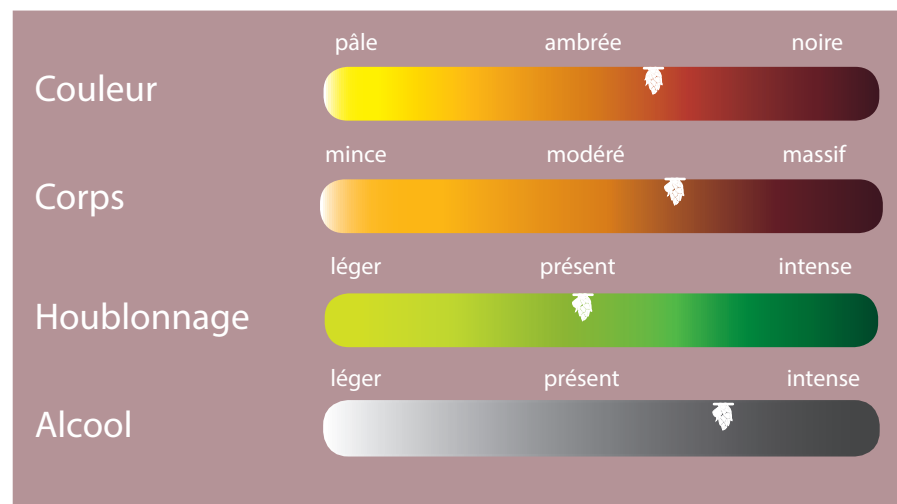 pâle ambrée noire
Couleur
mince modéré massif
Corps
léger présent intense
Houblonnage
léger présent intense
Alcool